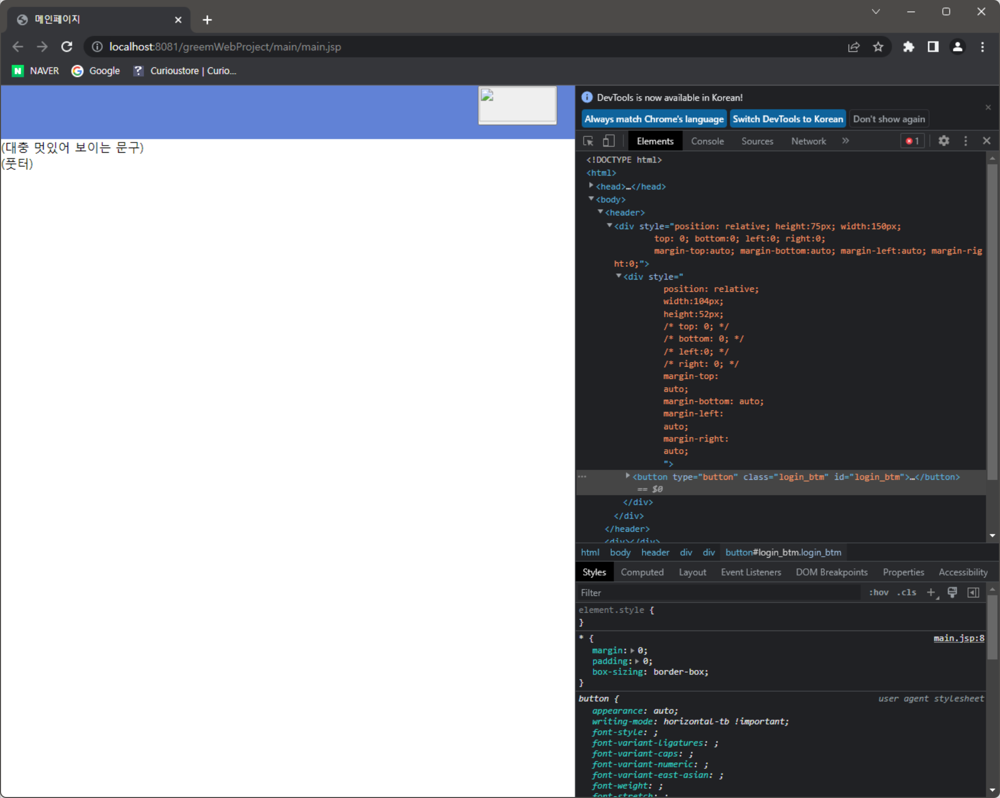 메인페이지
localhost:8081/greemWebProject/main/main.jsp
NAVER Google Curioustore | Curio...
(대충 멋있어 보이는 문구)
(풋터)
DevTools is now available in Korean!
Always match Chrome's language Switch DevTools to Korean Don't show again
Elements Console Sources Network » 1
<!DOCTYPE html>
<html>
<head>…</head>
<body>
<header>
<div style="position: relative; height:75px; width:150px;
top: 0; bottom:0; left:0; right:0;
margin-top:auto; margin-bottom:auto; margin-left:auto; margin-rig
ht:0;">
<div style="
position: relative;
width:104px;
height:52px;
/* top: 0; */
/* bottom: 0; */
/* left:0; */
/* right: 0; */
margin-top:
auto;
margin-bottom: auto;
margin-left:
auto;
margin-right:
auto;
">
<button type="button" class="login_btm" id="login_btm">…</button>
== $0
</div>
</div>
</header>
<div></div>
html body header div div button#login_btm.login_btm
Styles Computed Layout Event Listeners DOM Breakpoints Properties Accessibility
Filter :hov .cls +
element.style {
}
* { main.jsp:8
margin: 0;
padding: 0;
box-sizing: border-box;
}
button { user agent stylesheet
appearance: auto;
writing-mode: horizontal-tb !important;
font-style: ;
font-variant-ligatures: ;
font-variant-caps: ;
font-variant-numeric: ;
font-variant-east-asian: ;
font-weight: ;
font-stretch: ;